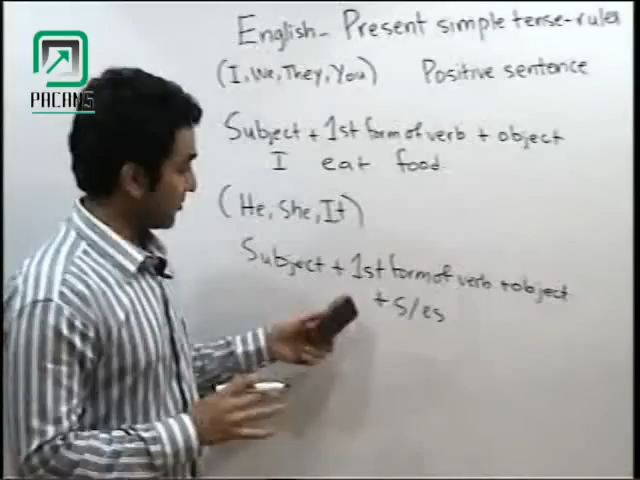 PACANS
English - Present simple tense-rules
(I, We, They, You) Positive sentence
Subject + 1st form of verb + object
I eat food
(He, She, It)
Subject + 1st form of verb + object
+ s/es